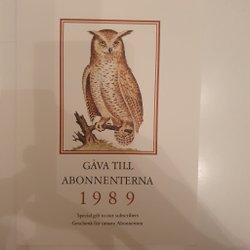 GÅVA TILL
ABONNENTERNA
1989
Special gift to our subscribers
Geschenk für unsere Abonnenten